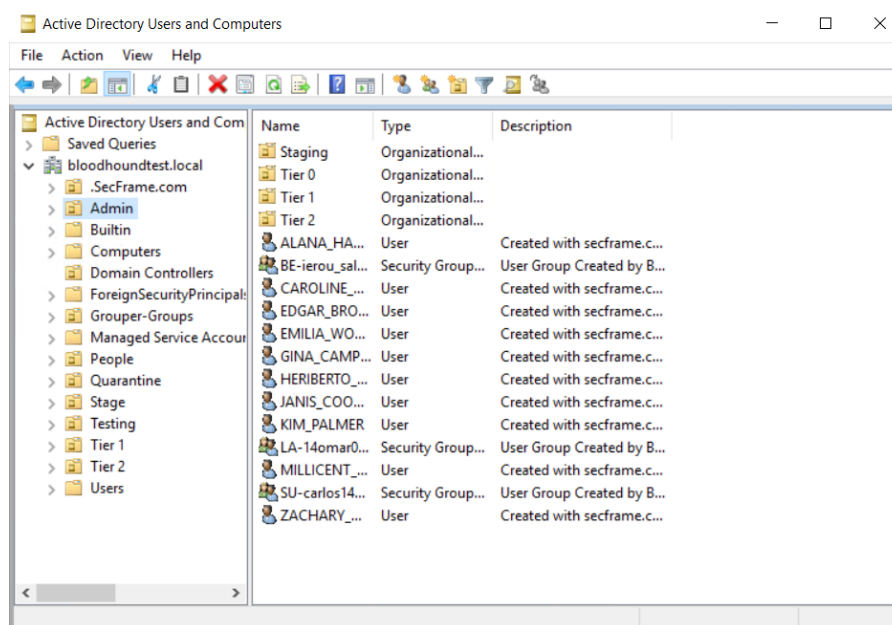 Active Directory Users and Computers
File Action View Help
Active Directory Users and Com
Saved Queries
bloodhoundtest.local
.SecFrame.com
Admin
Builtin
Computers
Domain Controllers
ForeignSecurityPrincipals
Grouper-Groups
Managed Service Accour
People
Quarantine
Stage
Testing
Tier 1
Tier 2
Users
Name Type Description
Staging Organizational...
Tier 0 Organizational...
Tier 1 Organizational...
Tier 2 Organizational...
ALANA_HA... User Created with secframe.c...
BE-ierou_sal... Security Group... User Group Created by B...
CAROLINE_... User Created with secframe.c...
EDGAR_BRO... User Created with secframe.c...
EMILIA_WO... User Created with secframe.c...
GINA_CAMP... User Created with secframe.c...
HERIBERTO_... User Created with secframe.c...
JANIS_COO... User Created with secframe.c...
KIM_PALMER User Created with secframe.c...
LA-14omar0... Security Group... User Group Created by B...
MILLICENT_... User Created with secframe.c...
SU-carlos14... Security Group... User Group Created by B...
ZACHARY_... User Created with secframe.c...